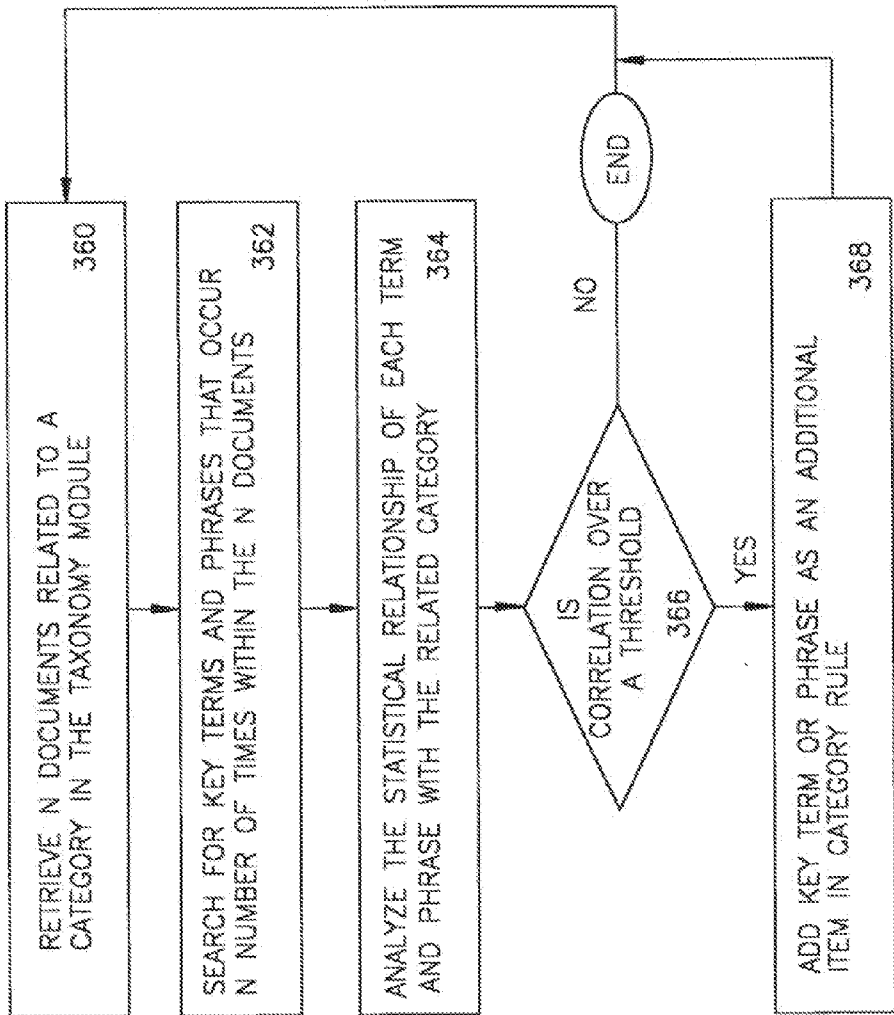 RETRIEVE N DOCUMENTS RELATED TO A
CATEGORY IN THE TAXONOMY MODULE
360
SEARCH FOR KEY TERMS AND PHRASES THAT OCCUR
N NUMBER OF TIMES WITHIN THE N DOCUMENTS
362
ANALYZE THE STATISTICAL RELATIONSHIP OF EACH TERM
AND PHRASE WITH THE RELATED CATEGORY
364
IS
CORRELATION OVER
A THRESHOLD
366
NO
END
YES
ADD KEY TERM OR PHRASE AS AN ADDITIONAL
ITEM IN CATEGORY RULE
368